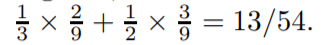 1/3 × 2/9 + 1/2 × 3/9 = 13/54.